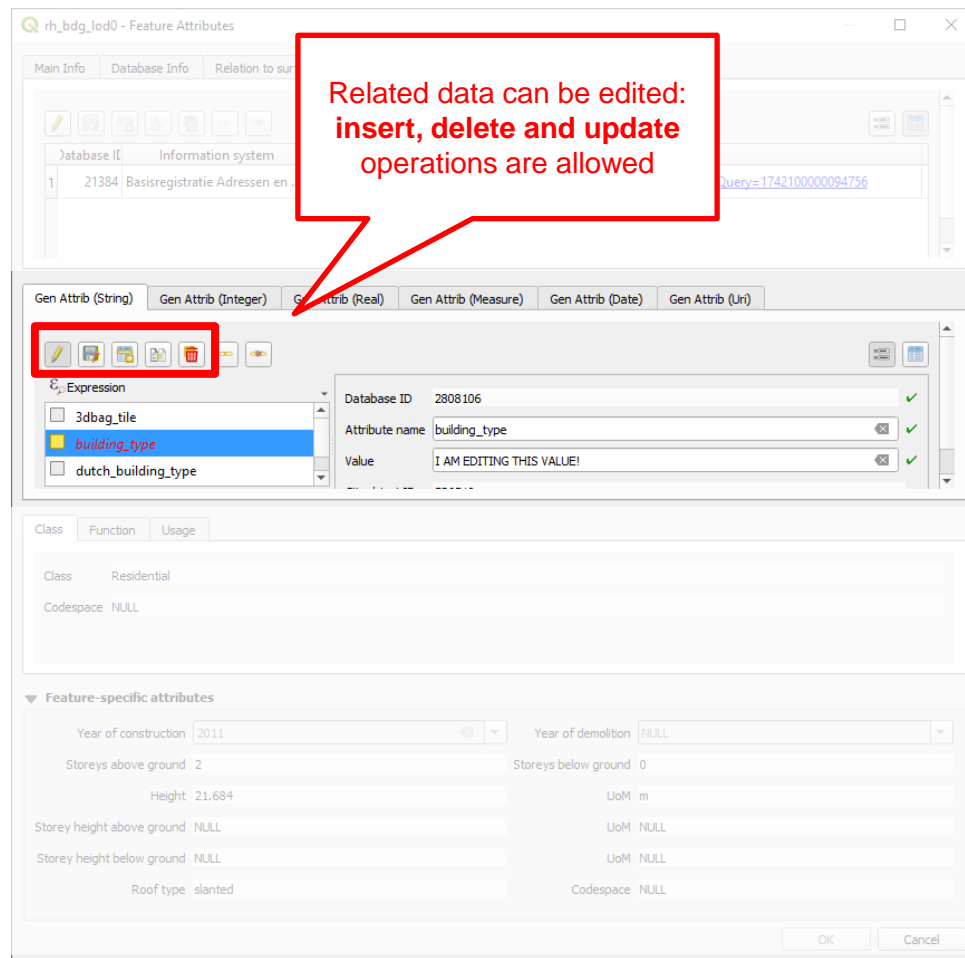 rh_bdg_lod0 - Feature Attributes
Main Info Database Info Relation to sur
Related data can be edited:
insert, delete and update
operations are allowed
Information system
1 21384 Basisregistratie Adressen en ... Query=1742100000094756
Gen Attrib (String) Gen Attrib (Integer) Gen Attrib (Real) Gen Attrib (Measure) Gen Attrib (Date) Gen Attrib (Uri)
Expression
3dbag_tile
building_type
dutch_building_type
Database ID 2808106
Attribute name building_type
Value I AM EDITING THIS VALUE!
Class Function Usage
Class Residential
Codespace NULL
Feature-specific attributes
Year of construction 2011 Year of demolition NULL
Storeys above ground 2 Storeys below ground 0
Height 21.684 UoM m
Storey height above ground NULL UoM NULL
Storey height below ground NULL UoM NULL
Roof type slanted Codespace NULL
OK Cancel